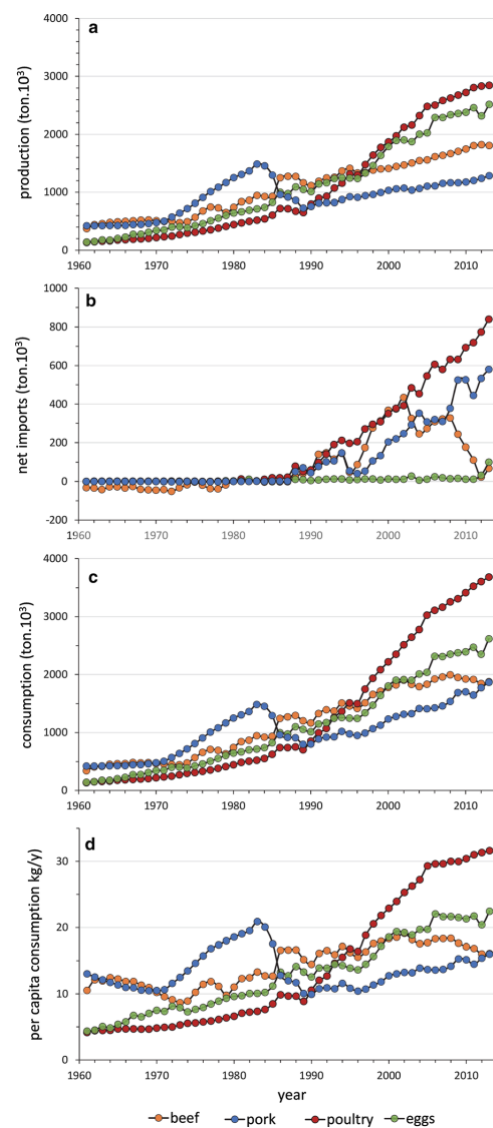 a
4000
3000
2000
1000
0
production (ton.10³)
1960 1970 1980 1990 2000 2010
b
1000
800
600
400
200
0
-200
net imports (ton.10³)
1960 1970 1980 1990 2000 2010
c
4000
3000
2000
1000
0
consumption (ton.10³)
1960 1970 1980 1990 2000 2010
d
30
20
10
0
per capita consumption kg/y
1960 1970 1980 1990 2000 2010
year
beef pork poultry eggs